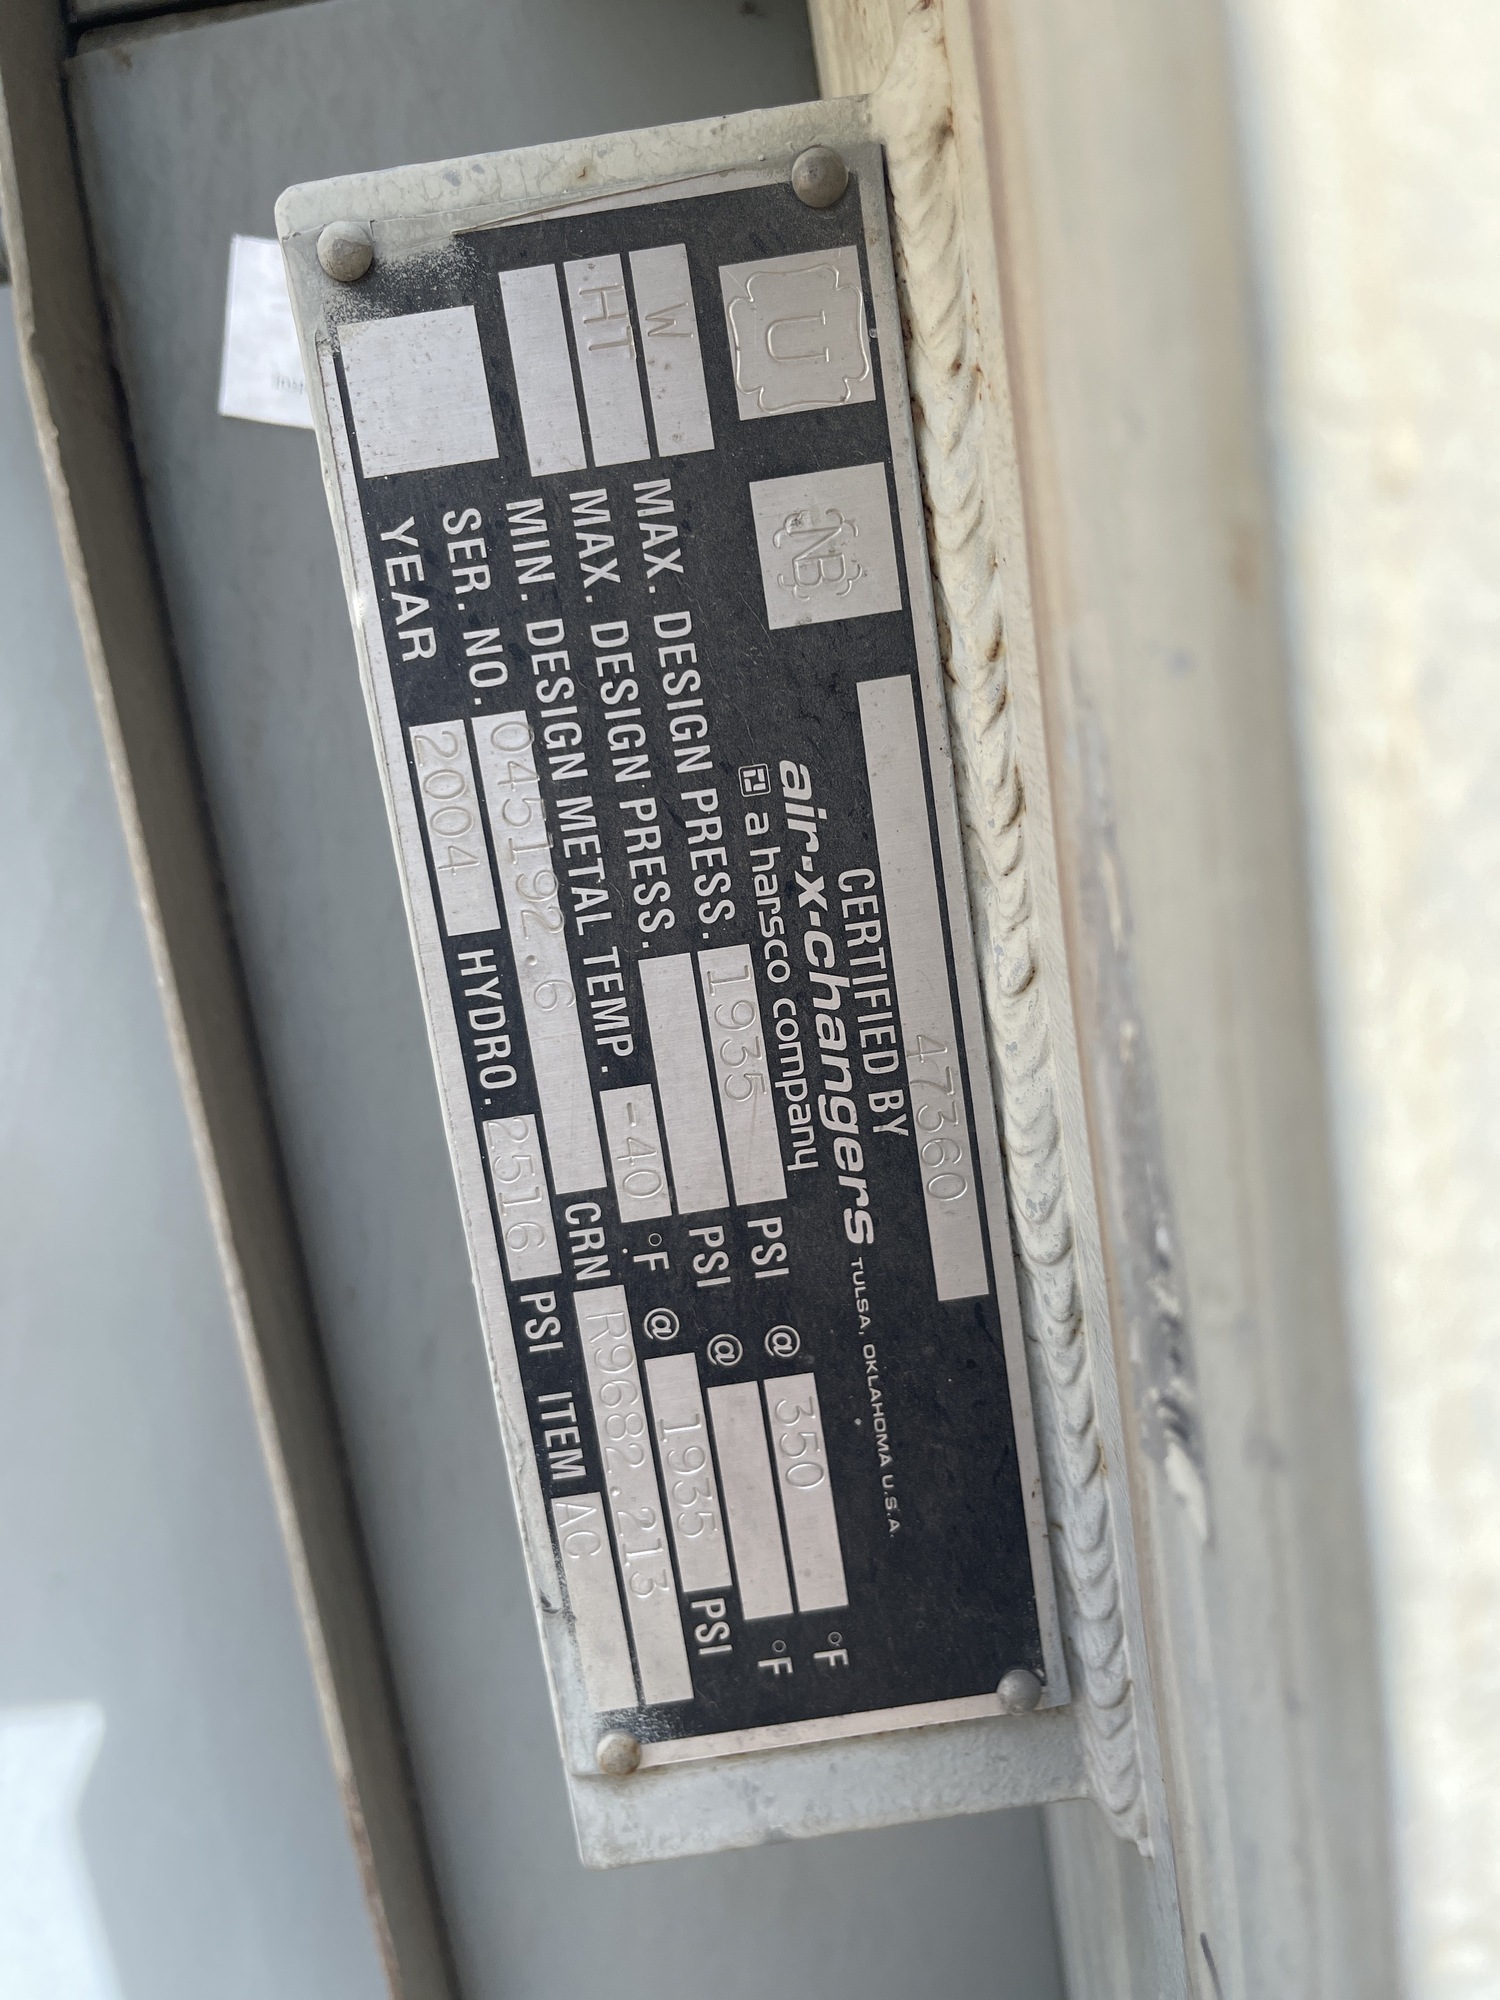 47360
U NB CERTIFIED BY
air-x-changers TULSA, OKLAHOMA U.S.A.
a harsco company
W MAX. DESIGN PRESS. 1935 PSI @ 350 °F
HT MAX. DESIGN PRESS. PSI @ °F
MIN. DESIGN METAL TEMP. -40 °F @ 1935 PSI
SER. NO. 045192.6 CRN R9682.213
YEAR 2004 HYDRO. 2516 PSI ITEM AC